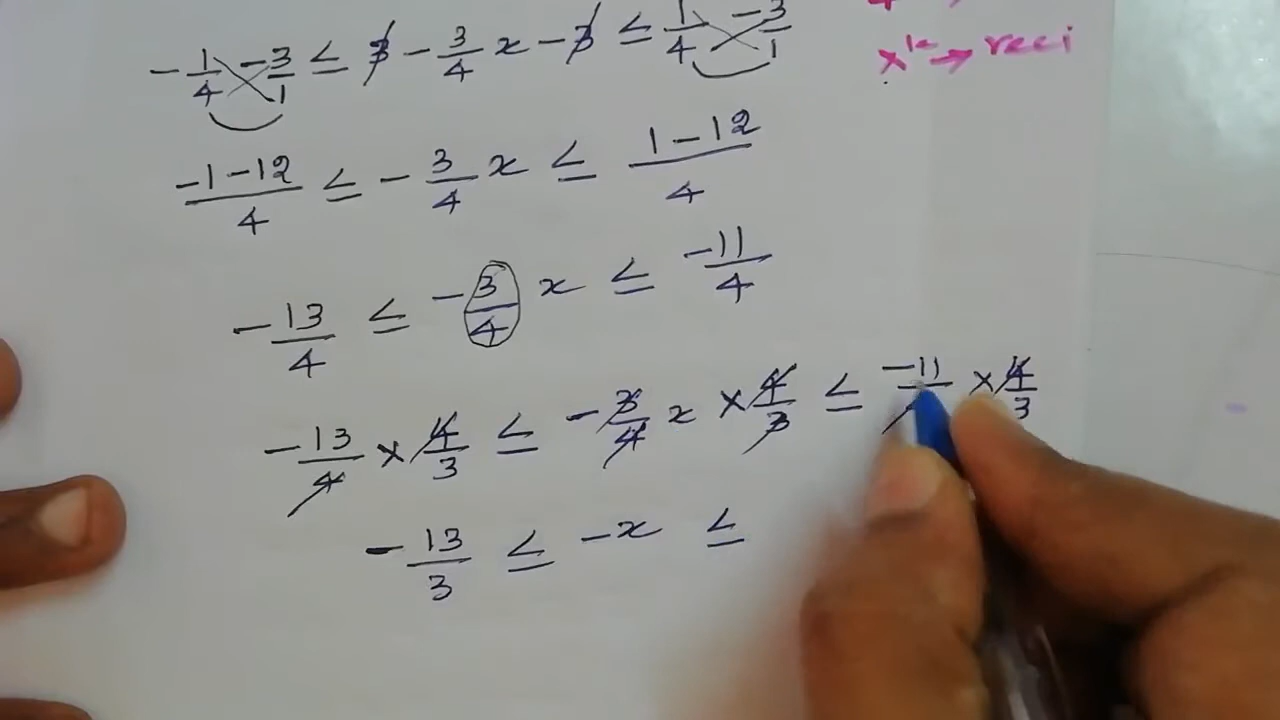 -1/4 -3/1 ≤ 3 - 3/4 x - 3 ≤ 1/4 -3/1
xlⁿ → reci
-1-12/4 ≤ -3/4 x ≤ 1-12/4
-13/4 ≤ -3/4 x ≤ -11/4
-13/4 × 4/3 ≤ -3/4 x × 4/3 ≤ -11/4 × 4/3
-13/3 ≤ -x ≤